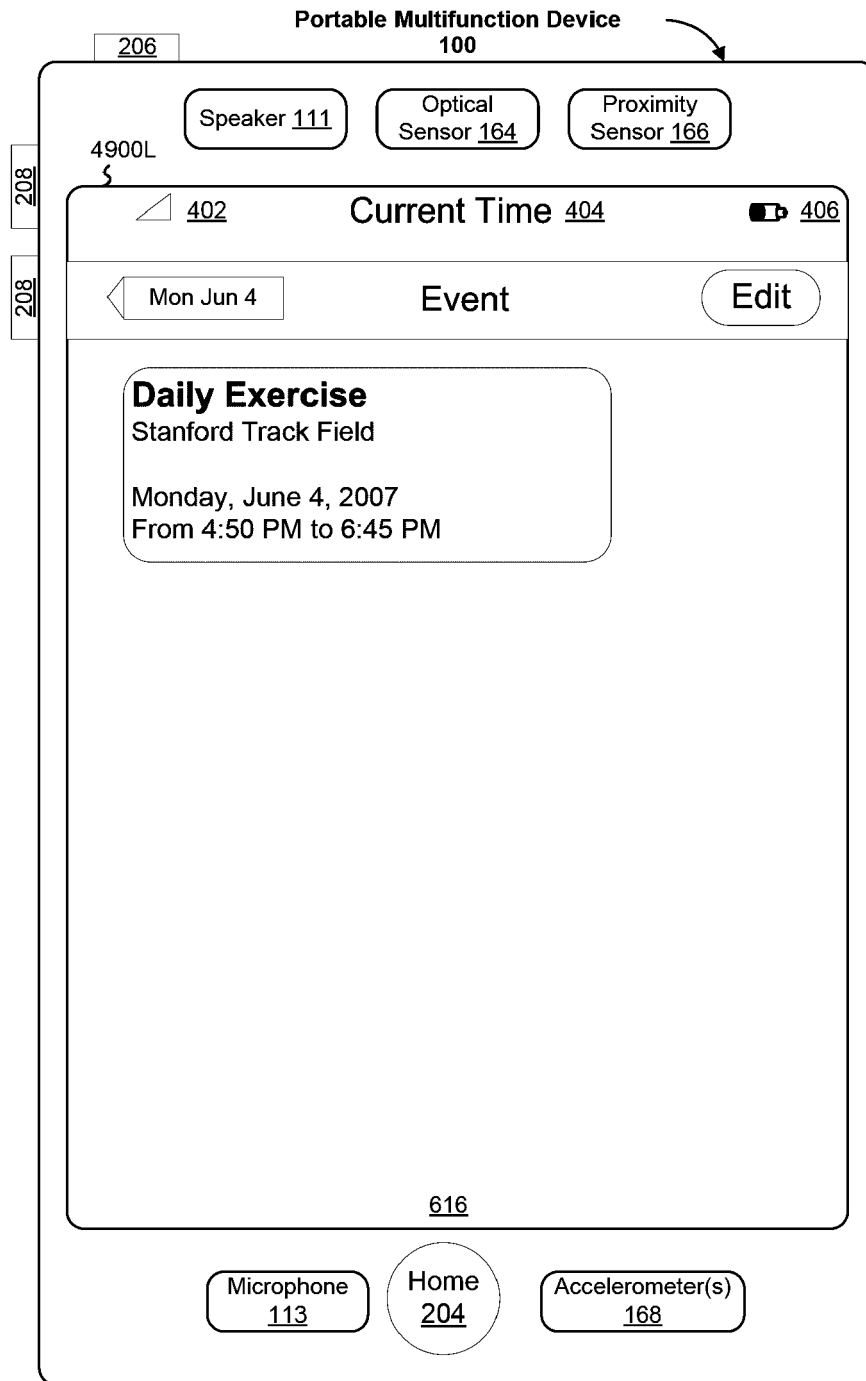 Portable Multifunction Device
100
206
Speaker 111
Optical
Sensor 164
Proximity
Sensor 166
4900L
208
208
402
Current Time 404
406
Mon Jun 4
Event
Edit
Daily Exercise
Stanford Track Field
Monday, June 4, 2007
From 4:50 PM to 6:45 PM
616
Microphone
113
Home
204
Accelerometer(s)
168